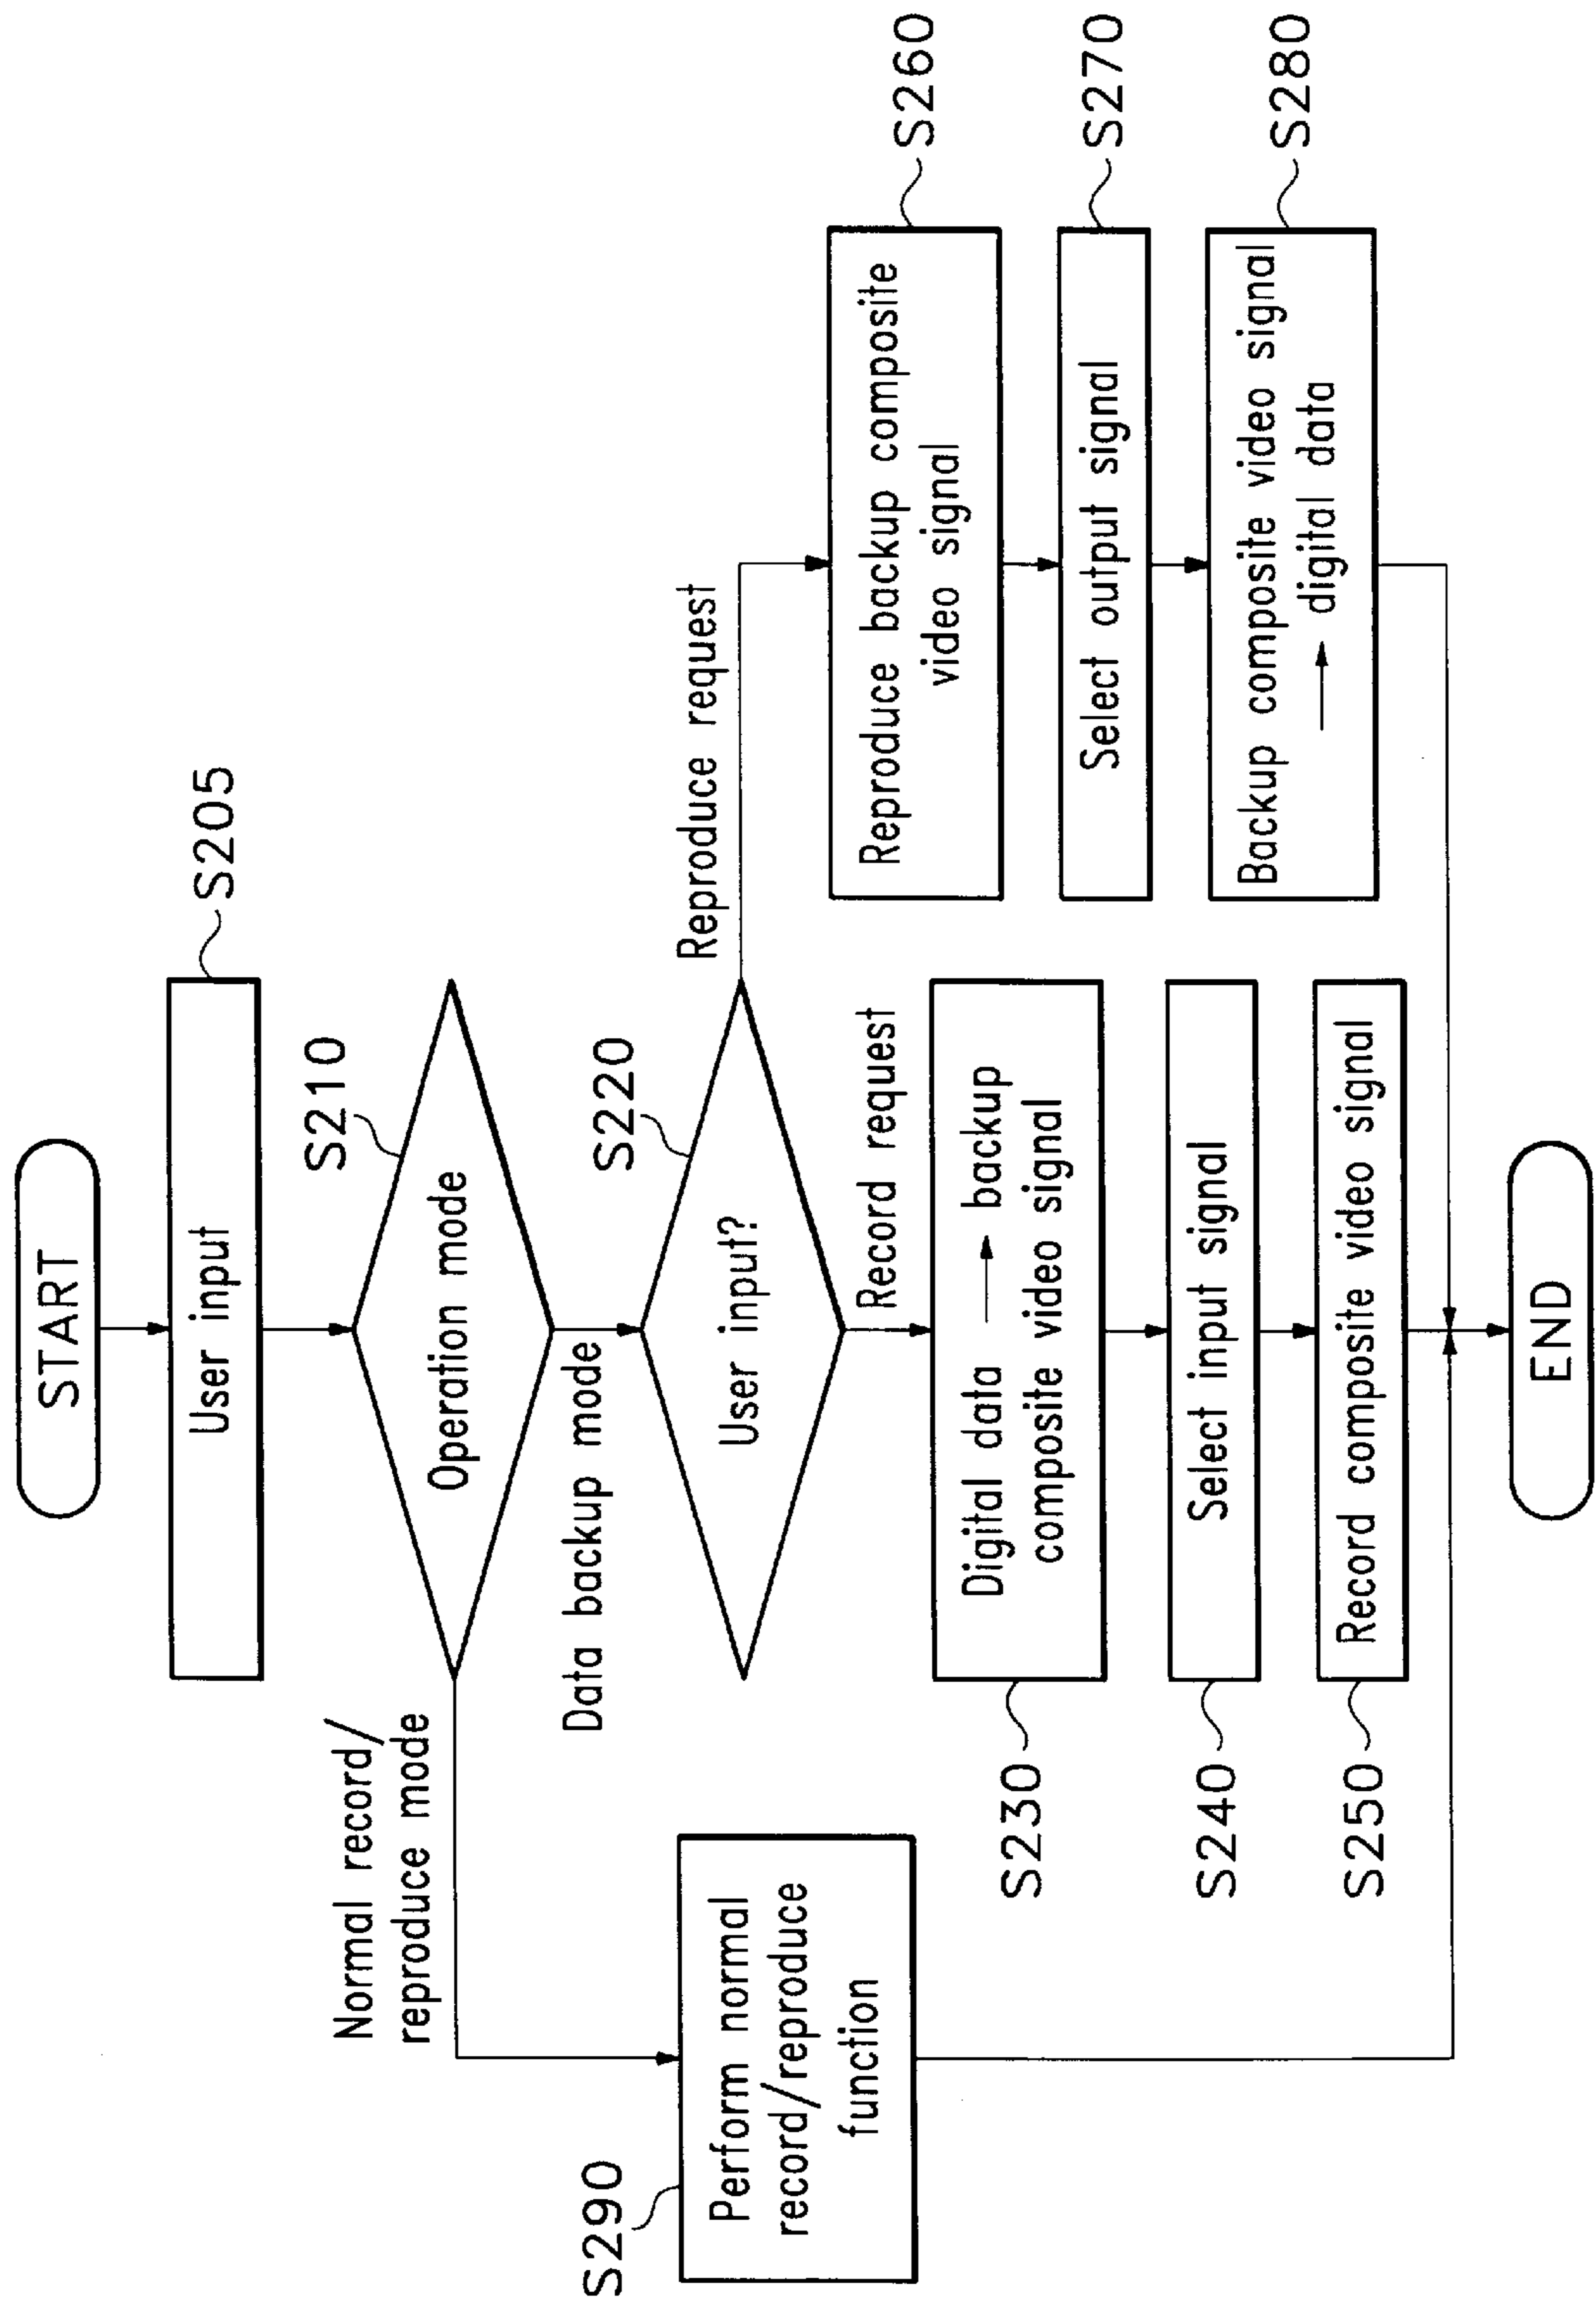 START
User input
S205
S210
Operation mode
Normal record/
reproduce mode
Data backup mode
S220
User input?
Reproduce request
Record request
S290
Perform normal
record/reproduce
function
Digital data → backup
composite video signal
S230
Select input signal
S240
Record composite video signal
S250
Reproduce backup composite
video signal
S260
Select output signal
S270
Backup composite video signal
→ digital data
S280
END